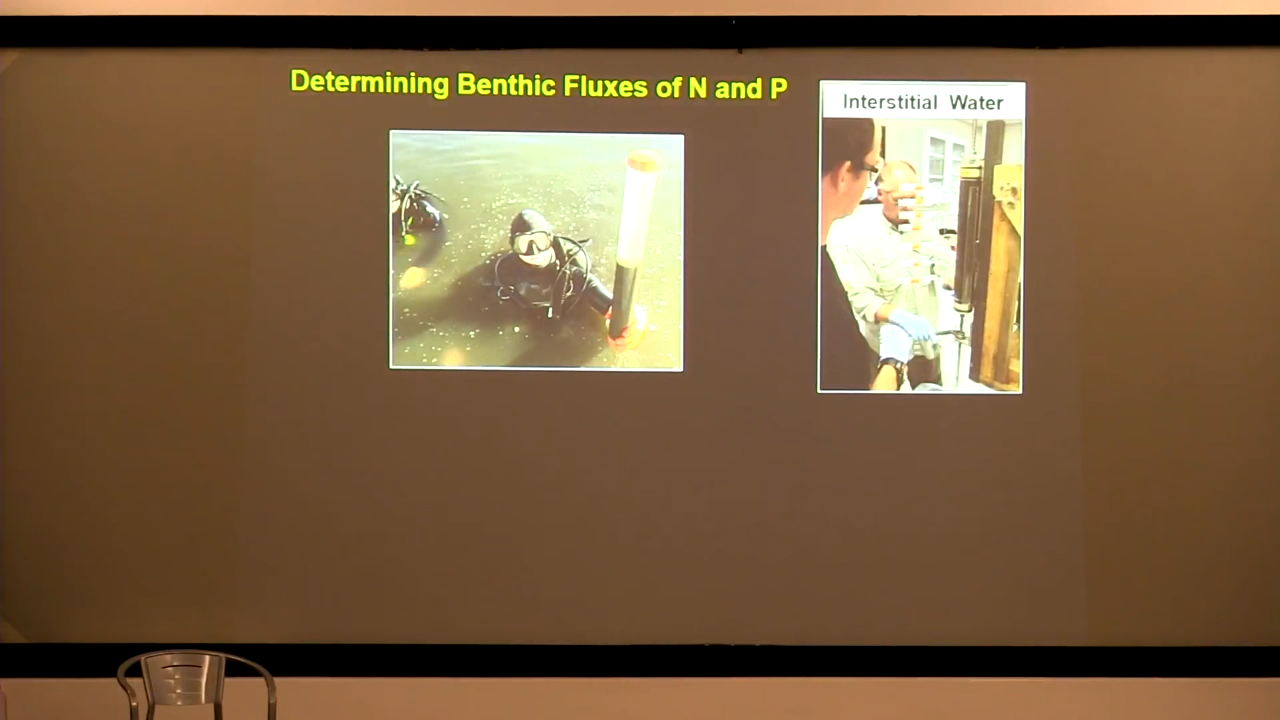 Determining Benthic Fluxes of N and P
Interstitial Water